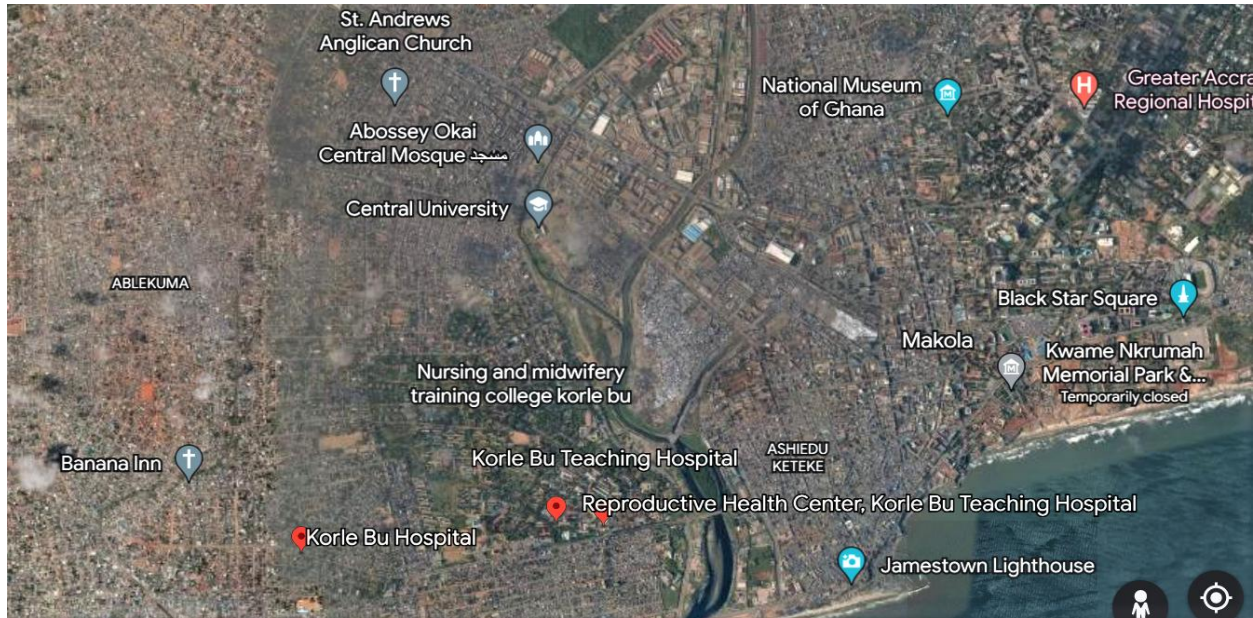 St. Andrews
Anglican Church
National Museum
of Ghana
Greater Accra
Regional Hospit
Abossey Okai
Central Mosque مسجد
Central University
ABLEKUMA
Black Star Square
Makola
Kwame Nkrumah
Memorial Park &...
Temporarily closed
Nursing and midwifery
training college korle bu
Banana Inn
Korle Bu Teaching Hospital
ASHIEDU
KETEKE
Reproductive Health Center, Korle Bu Teaching Hospital
Korle Bu Hospital
Jamestown Lighthouse